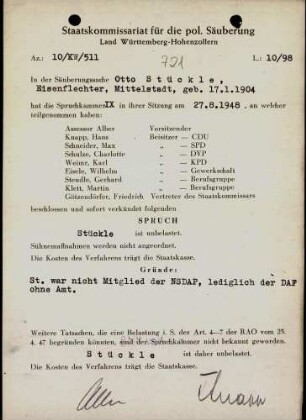 Staatskommissariat für die pol. Säuberung
Land Württemberg-Hohenzollern
Az.: 10/XV/511
721
L.: 10/98
In der Säuberungssache Otto S t ü c k l e ,
Eisenflechter, Mittelstadt, geb. 17.1.1904
hat die Spruchkammer IX in ihrer Sitzung am 27.8.1948 , an welcher
teilgenommen haben:
Assessor Alber Vorsitzender
Knapp, Hans Beisitzer — CDU
Schneider, Max „ — SPD
Schulze, Charlotte „ — DVP
Weimr, Karl „ — KPD
Eisele, Wilhelm „ — Gewerkschaft
Steudle, Gerhard „ — Berufsgruppe
Klett, Martin „ — Berufsgruppe
Götzendörfer, Friedrich Vertreter des Staatskommissars
beschlossen und sofort verkündet folgenden
SPRUCH
Stückle ist unbelastet.
Sühnemaßnahmen werden nicht angeordnet.
Die Kosten des Verfahrens trägt die Staatskasse.
Gründe:
St. war nicht Mitglied der NSDAP, lediglich der DAF
ohne Amt.
Weitere Tatsachen, die eine Belastung i. S. des Art. 4—7 der RAO vom 25.
4. 47 begründen könnten, sind der Spruchkammer nicht bekannt geworden.
S t ü c k l e ist daher unbelastet.
Die Kosten des Verfahrens trägt die Staatskasse.
Knapp